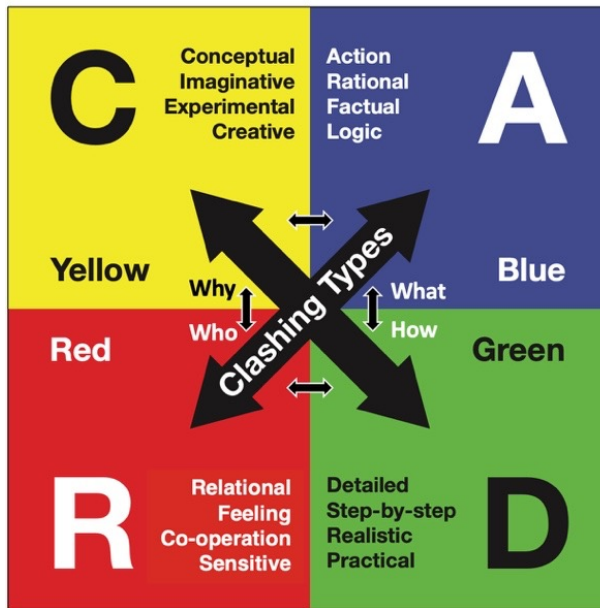 C
Conceptual
Imaginative
Experimental
Creative
Action
Rational
Factual
Logic
A
Yellow
Why
What
Blue
Clashing Types
Red
Who
How
Green
R
Relational
Feeling
Co-operation
Sensitive
Detailed
Step-by-step
Realistic
Practical
D